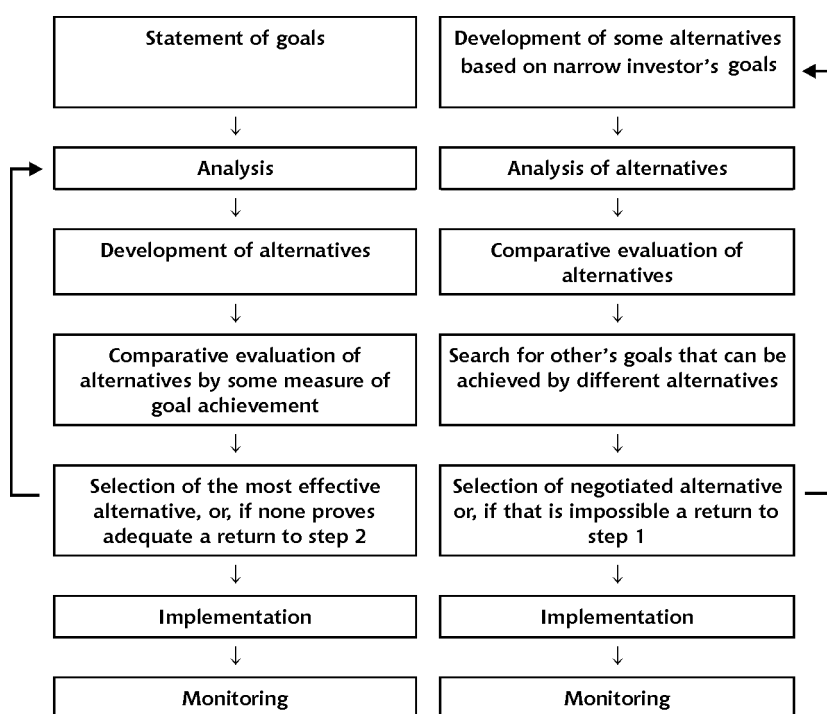 Statement of goals
↓
Analysis
↓
Development of alternatives
↓
Comparative evaluation of
alternatives by some measure of
goal achievement
↓
Selection of the most effective
alternative, or, if none proves
adequate a return to step 2
↓
Implementation
↓
Monitoring
Development of some alternatives
based on narrow investor's goals
↓
Analysis of alternatives
↓
Comparative evaluation of
alternatives
↓
Search for other's goals that can be
achieved by different alternatives
↓
Selection of negotiated alternative
or, if that is impossible a return to
step 1
↓
Implementation
↓
Monitoring